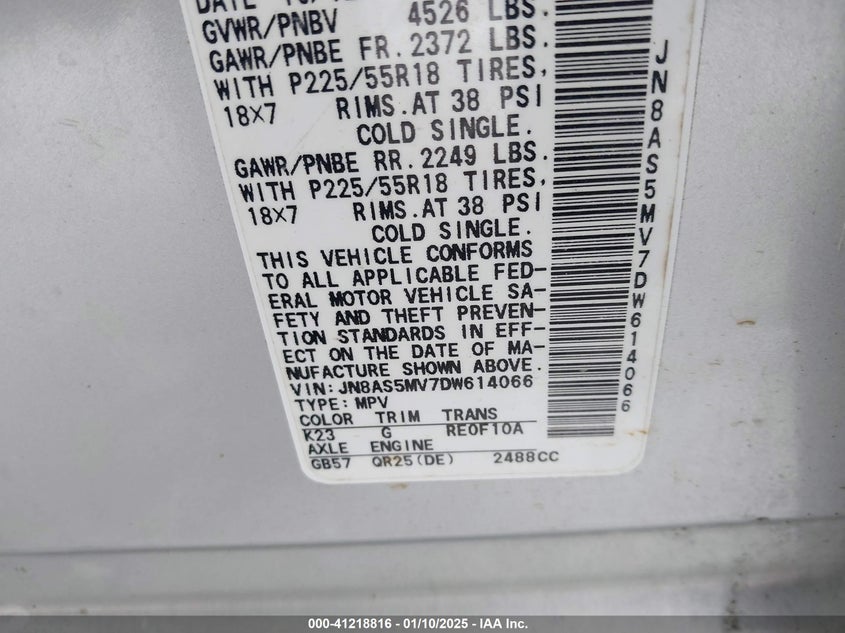 GVWR/PNBV 4526 LBS.
GAWR/PNBE FR. 2372 LBS.
WITH P225/55R18 TIRES,
18X7 RIMS. AT 38 PSI
COLD SINGLE.
GAWR/PNBE RR. 2249 LBS.
WITH P225/55R18 TIRES,
18X7 RIMS. AT 38 PSI
COLD SINGLE.
THIS VEHICLE CONFORMS
TO ALL APPLICABLE FED-
ERAL MOTOR VEHICLE SA-
FETY AND THEFT PREVEN-
TION STANDARDS IN EFF-
ECT ON THE DATE OF MA-
NUFACTURE SHOWN ABOVE.
VIN: JN8AS5MV7DW614066
TYPE: MPV
COLOR TRIM TRANS
K23 G RE0F10A
AXLE ENGINE
GB57 QR25(DE) 2488CC
JN8AS5MV7DW614066
000-41218816 — 01/10/2025 — IAA Inc.